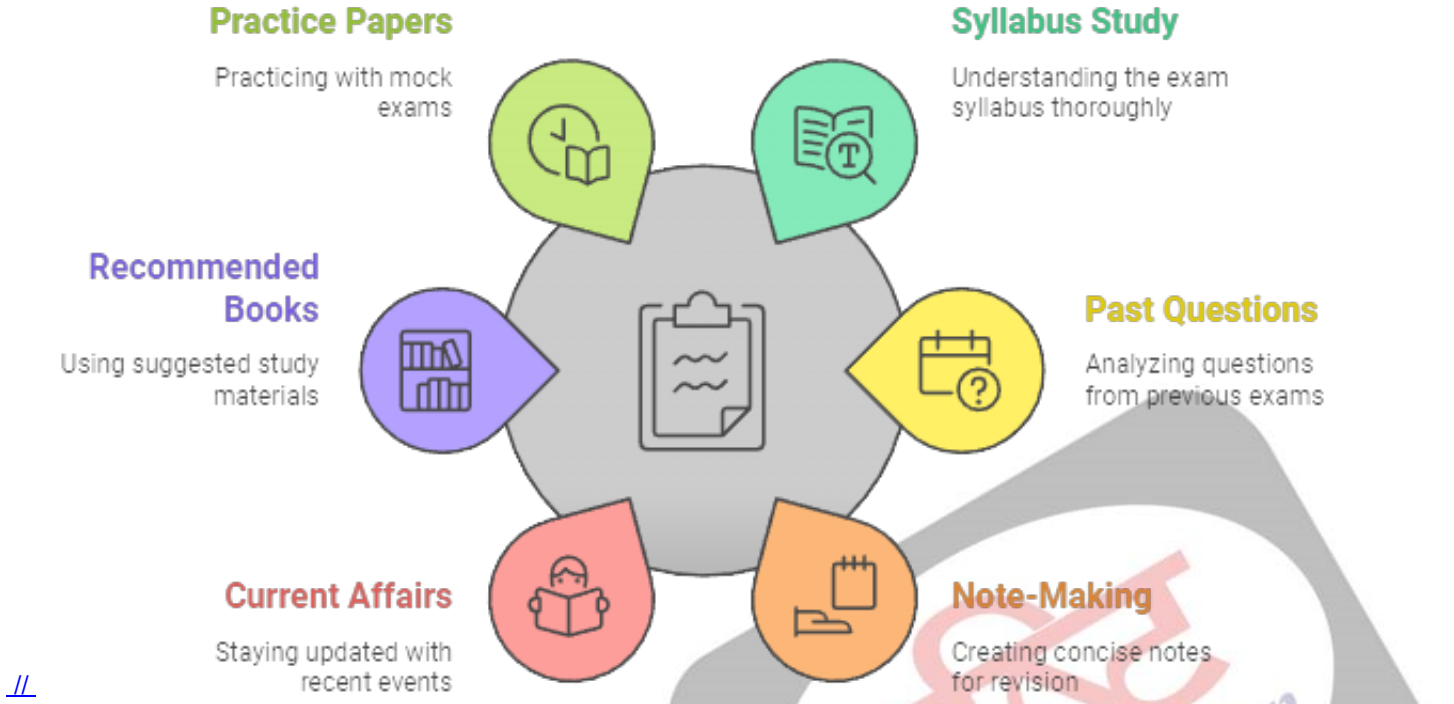 Practice Papers
Practicing with mock
exams
Syllabus Study
Understanding the exam
syllabus thoroughly
Recommended
Books
Using suggested study
materials
Past Questions
Analyzing questions
from previous exams
Current Affairs
Staying updated with
recent events
Note-Making
Creating concise notes
for revision
//
T
?